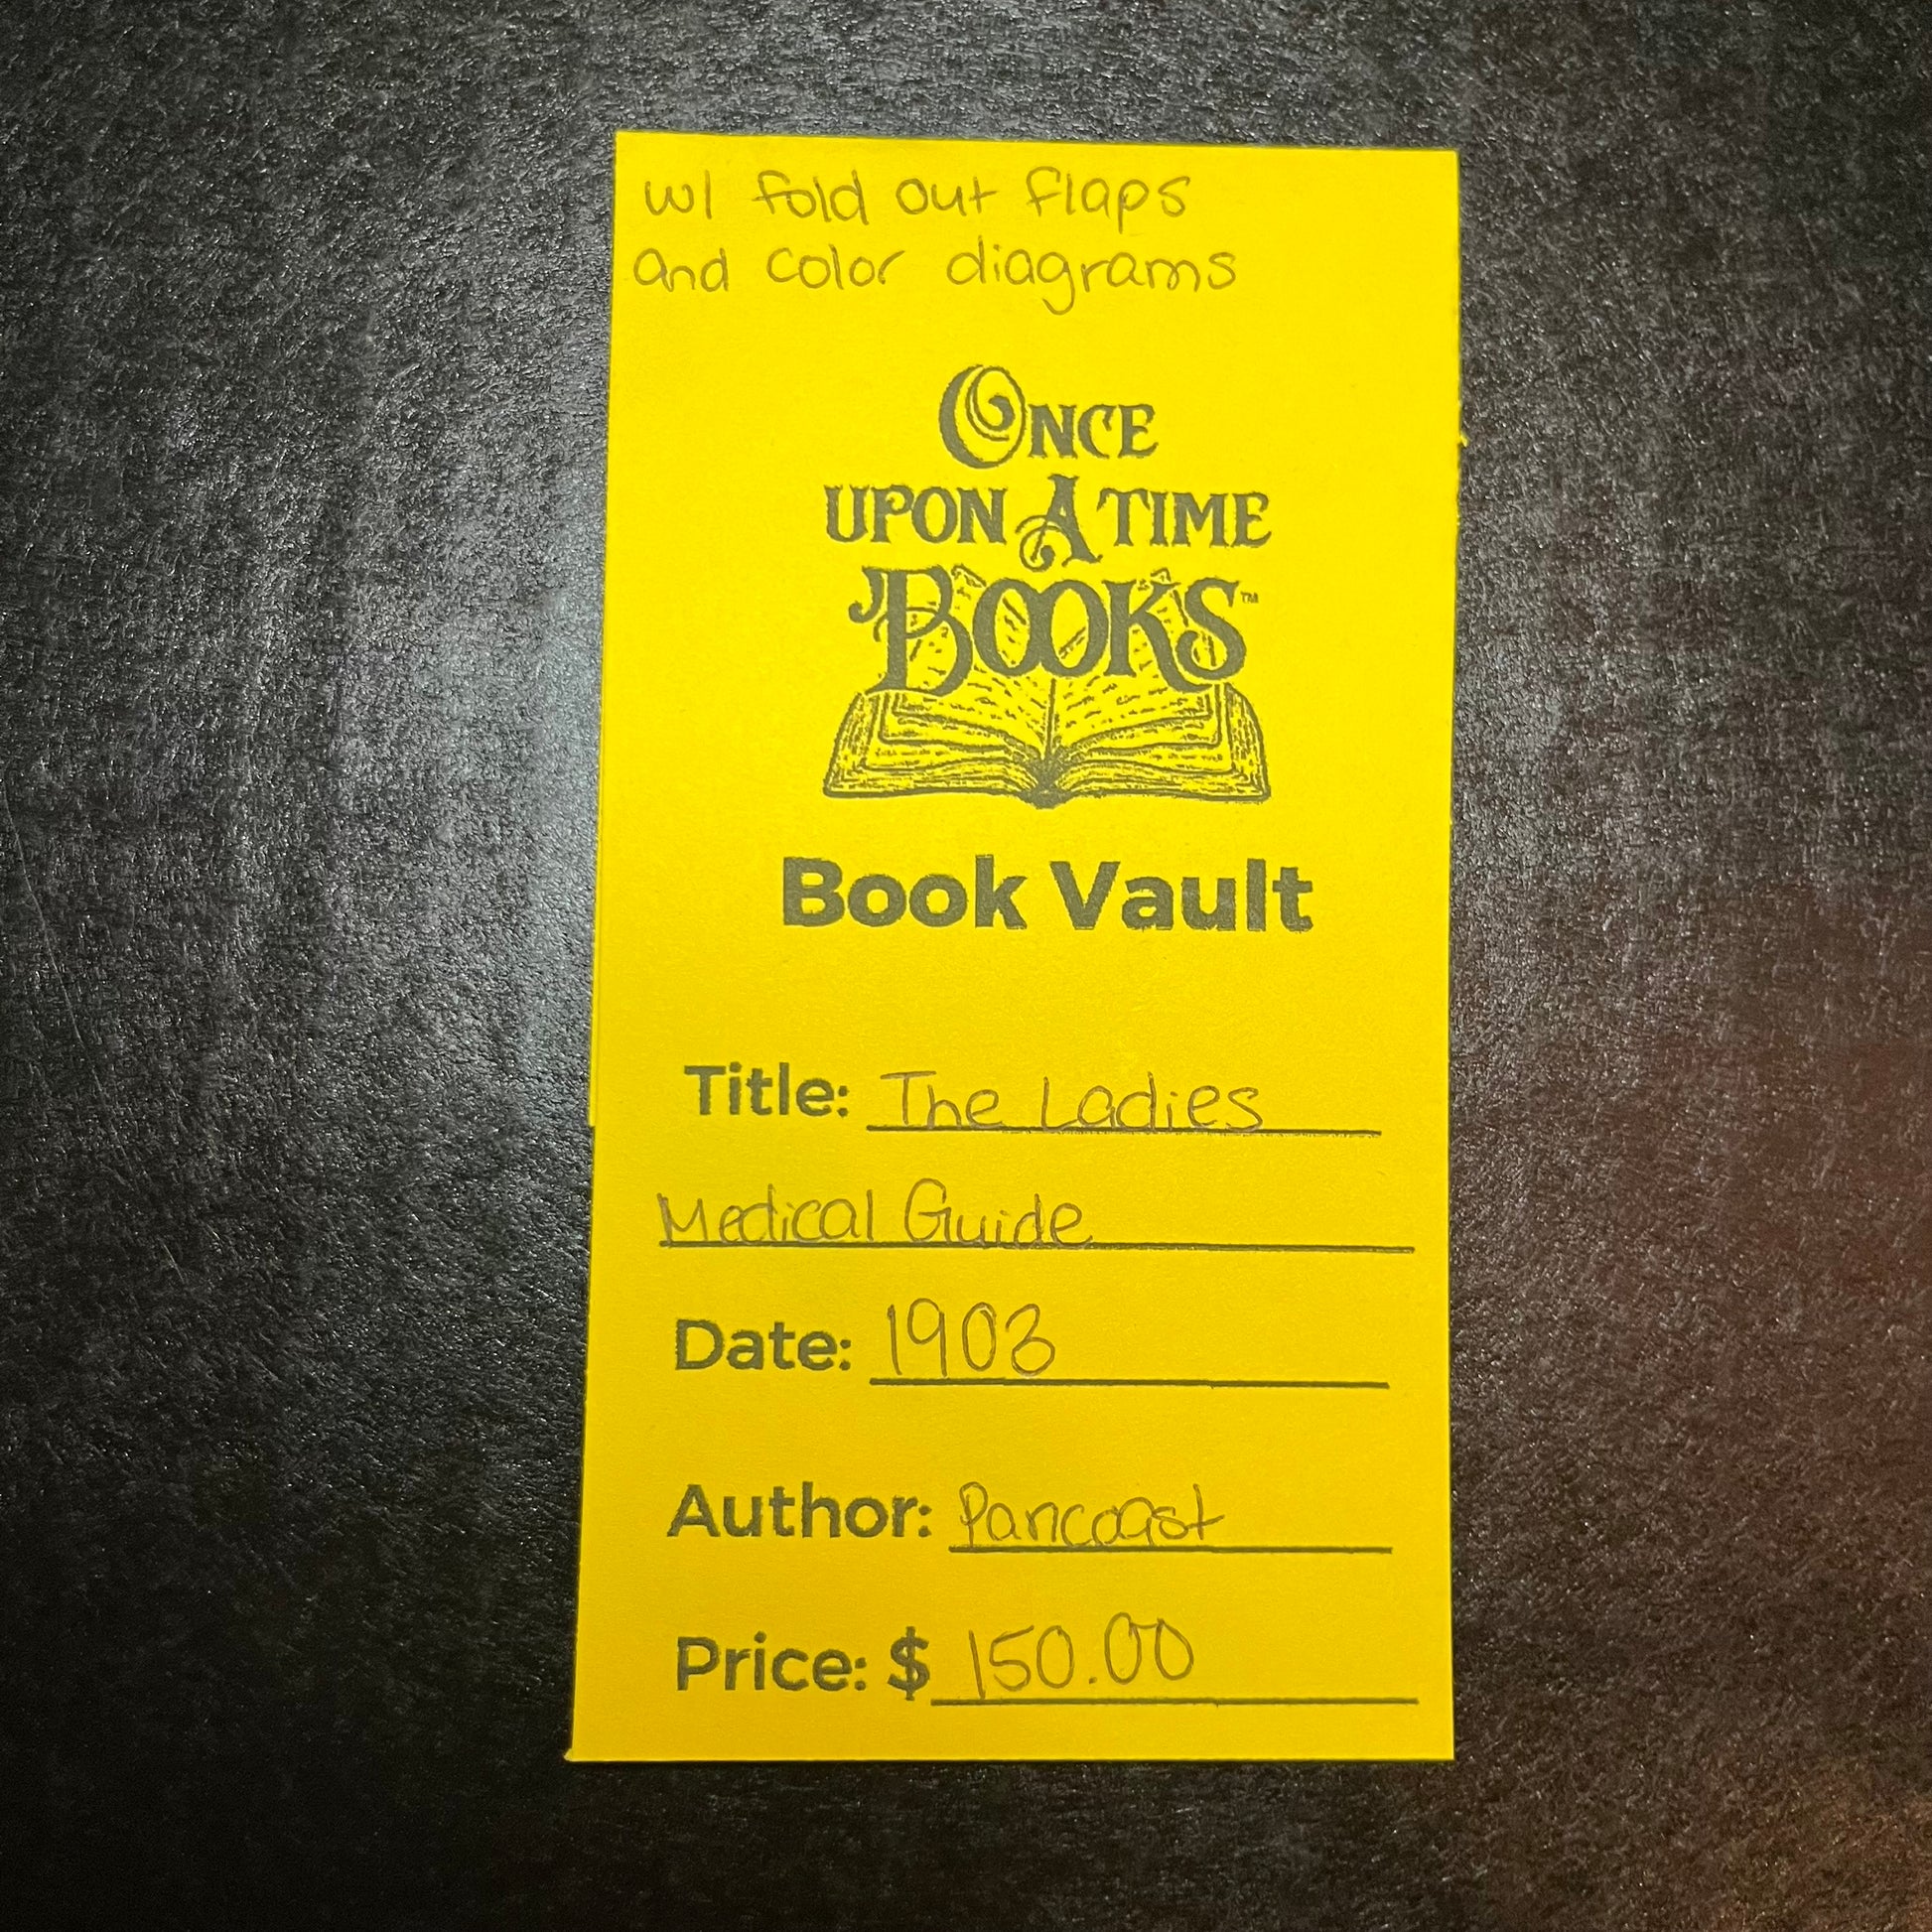 w/ fold out flaps
and color diagrams
ONCE
UPON A TIME
BOOKS™
Book Vault
Title: The Ladies
Medical Guide
Date: 1903
Author: Pancoast
Price: $ 150.00